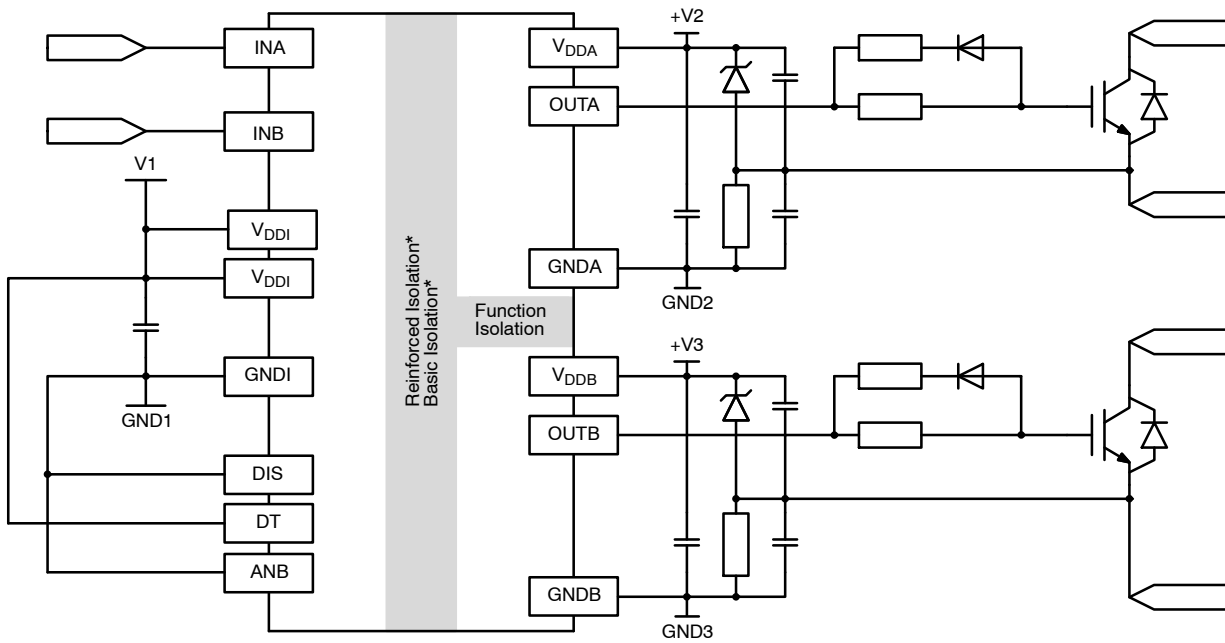 INA
INB
V1
VDDI
VDDI
GNDI
GND1
DIS
DT
ANB
Reinforced Isolation*
Basic Isolation*
Function
Isolation
+V2
VDDA
OUTA
GNDA
GND2
+V3
VDDB
OUTB
GNDB
GND3